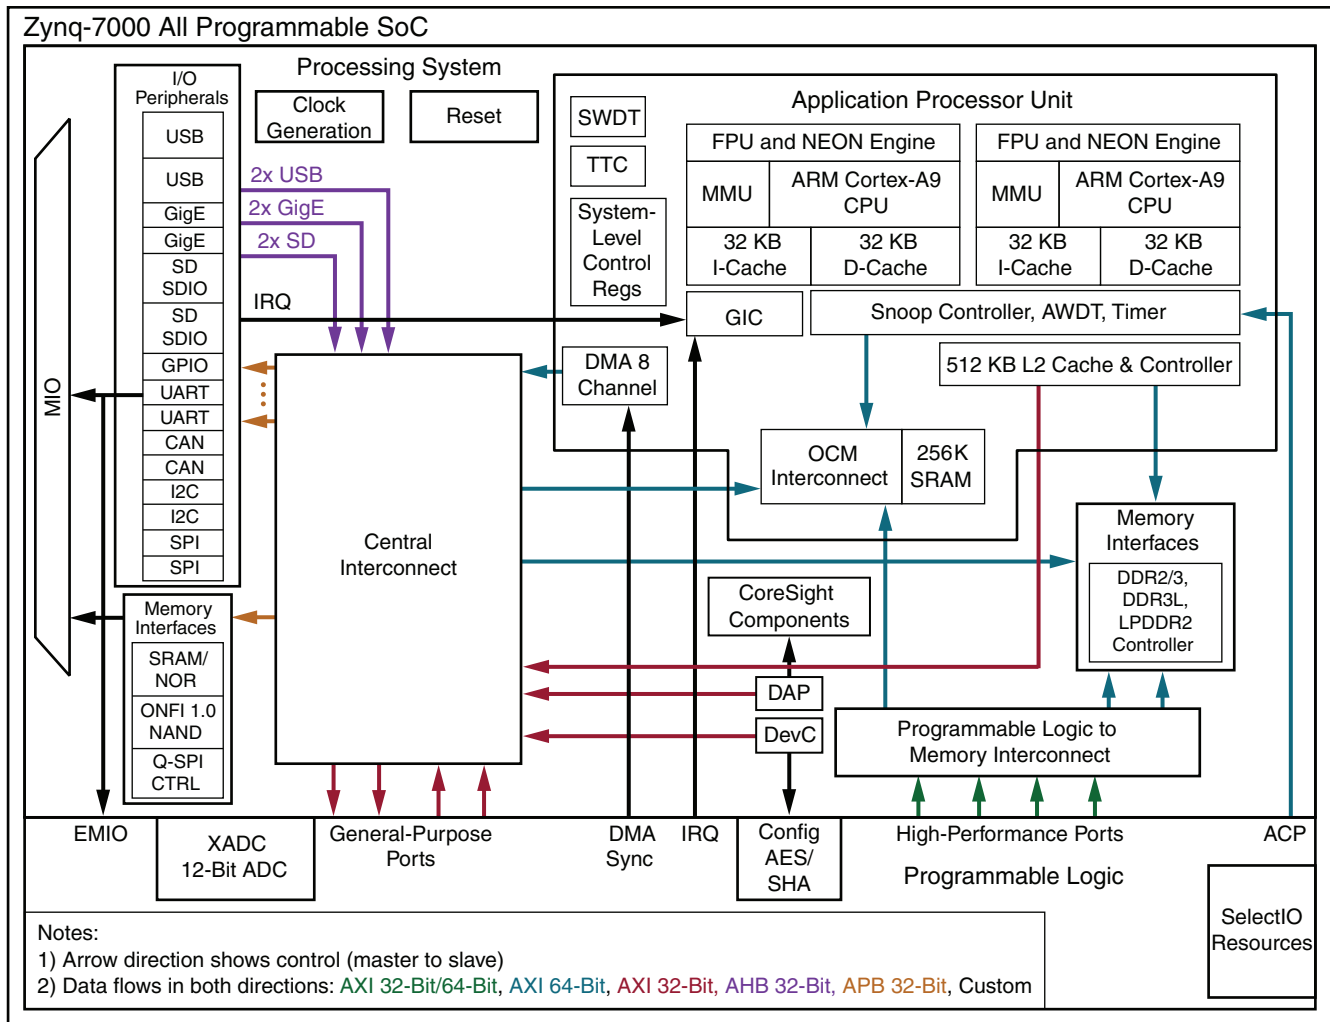 Zynq-7000 All Programmable SoC
Processing System
I/O
Peripherals
USB
USB
GigE
GigE
SD
SDIO
SD
SDIO
GPIO
UART
UART
CAN
CAN
I2C
I2C
SPI
SPI
MIO
Clock
Generation
Reset
2x USB
2x GigE
2x SD
IRQ
Application Processor Unit
SWDT
TTC
System-
Level
Control
Regs
FPU and NEON Engine
MMU
ARM Cortex-A9
CPU
32 KB
I-Cache
32 KB
D-Cache
FPU and NEON Engine
MMU
ARM Cortex-A9
CPU
32 KB
I-Cache
32 KB
D-Cache
GIC
Snoop Controller, AWDT, Timer
DMA 8
Channel
512 KB L2 Cache & Controller
OCM
Interconnect
256K
SRAM
Central
Interconnect
Memory
Interfaces
DDR2/3,
DDR3L,
LPDDR2
Controller
CoreSight
Components
DAP
DevC
Programmable Logic to
Memory Interconnect
Memory
Interfaces
SRAM/
NOR
ONFI 1.0
NAND
Q-SPI
CTRL
EMIO
XADC
12-Bit ADC
General-Purpose
Ports
DMA
Sync
IRQ
Config
AES/
SHA
High-Performance Ports
ACP
Programmable Logic
SelectIO
Resources
Notes:
1) Arrow direction shows control (master to slave)
2) Data flows in both directions: AXI 32-Bit/64-Bit, AXI 64-Bit, AXI 32-Bit, AHB 32-Bit, APB 32-Bit, Custom